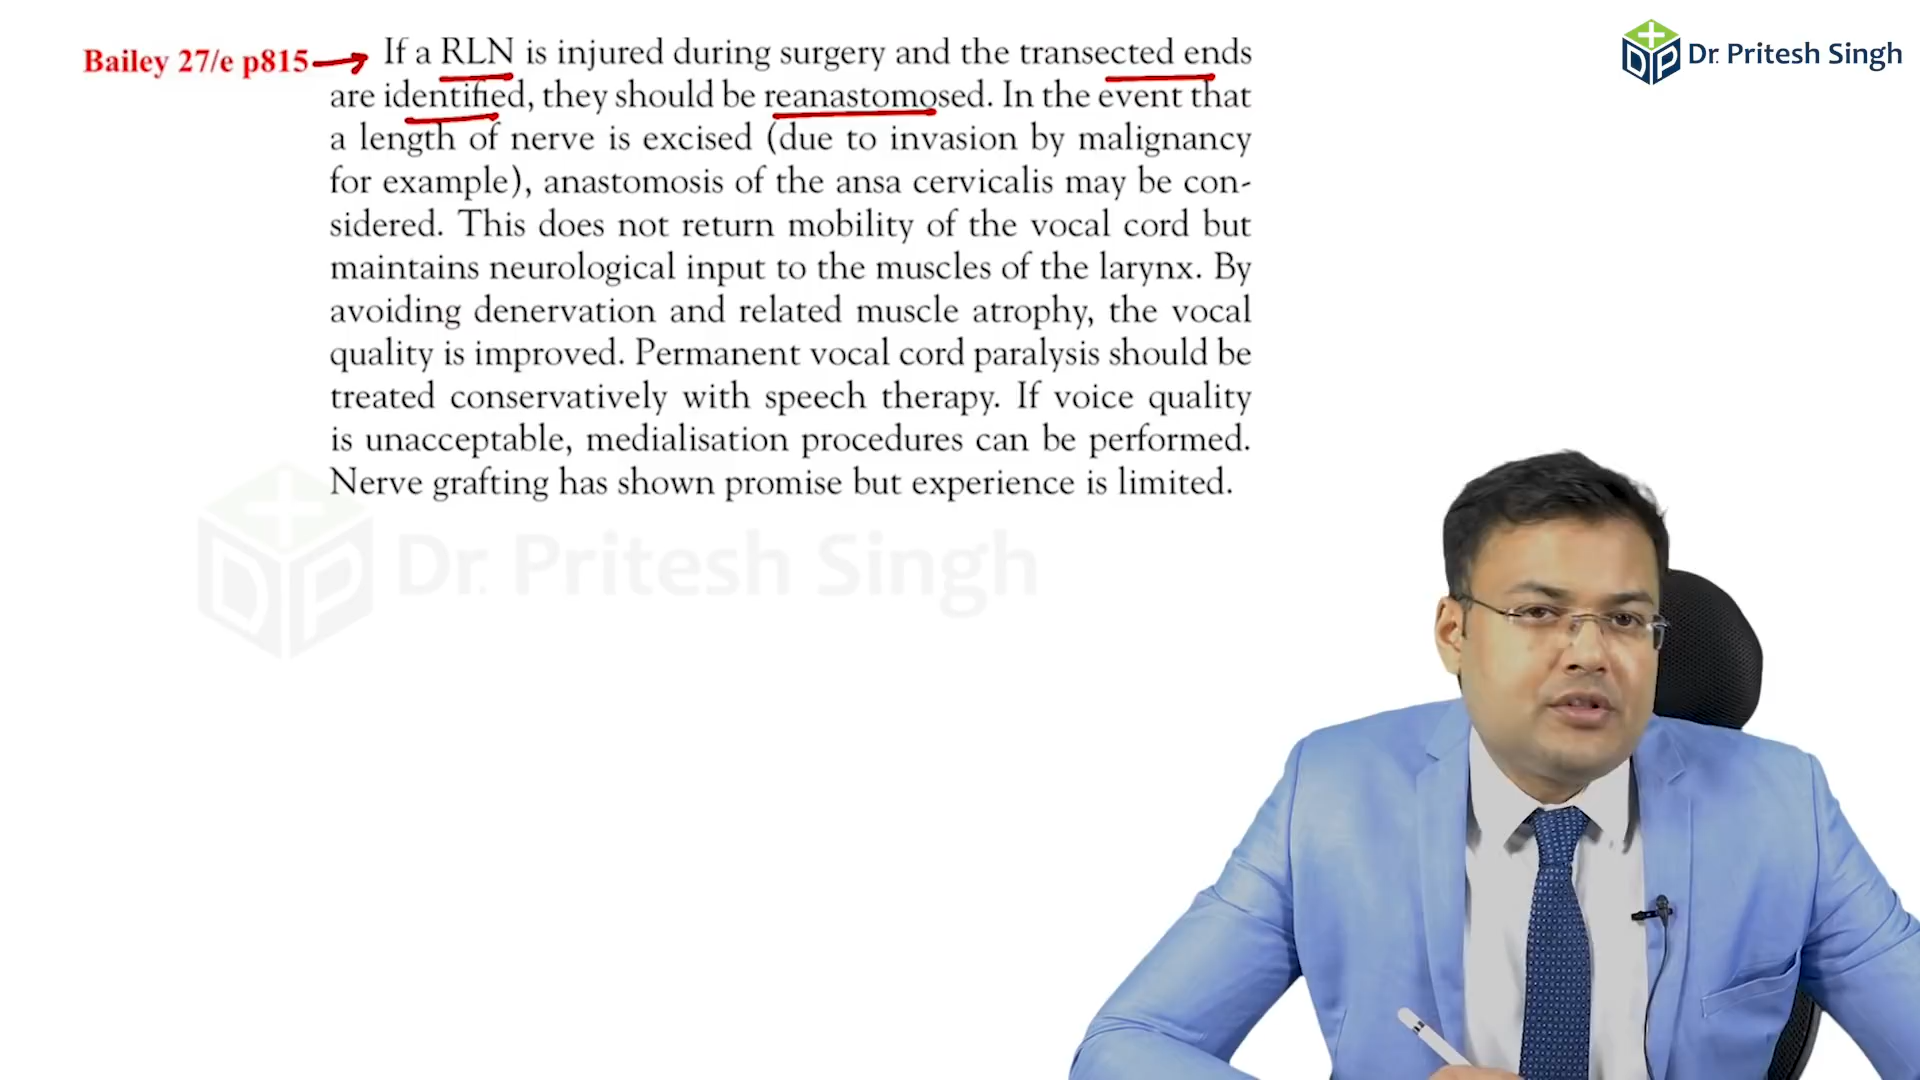 Bailey 27/e p815
If a RLN is injured during surgery and the transected ends
are identified, they should be reanastomosed. In the event that
a length of nerve is excised (due to invasion by malignancy
for example), anastomosis of the ansa cervicalis may be con-
sidered. This does not return mobility of the vocal cord but
maintains neurological input to the muscles of the larynx. By
avoiding denervation and related muscle atrophy, the vocal
quality is improved. Permanent vocal cord paralysis should be
treated conservatively with speech therapy. If voice quality
is unacceptable, medialisation procedures can be performed.
Nerve grafting has shown promise but experience is limited.
DP Dr. Pritesh Singh
DP Dr. Pritesh Singh